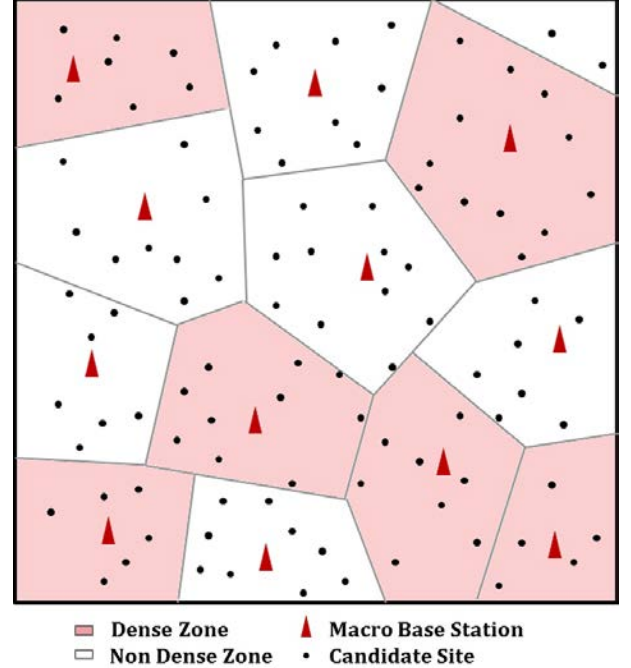 Dense Zone
Macro Base Station
Non Dense Zone
Candidate Site